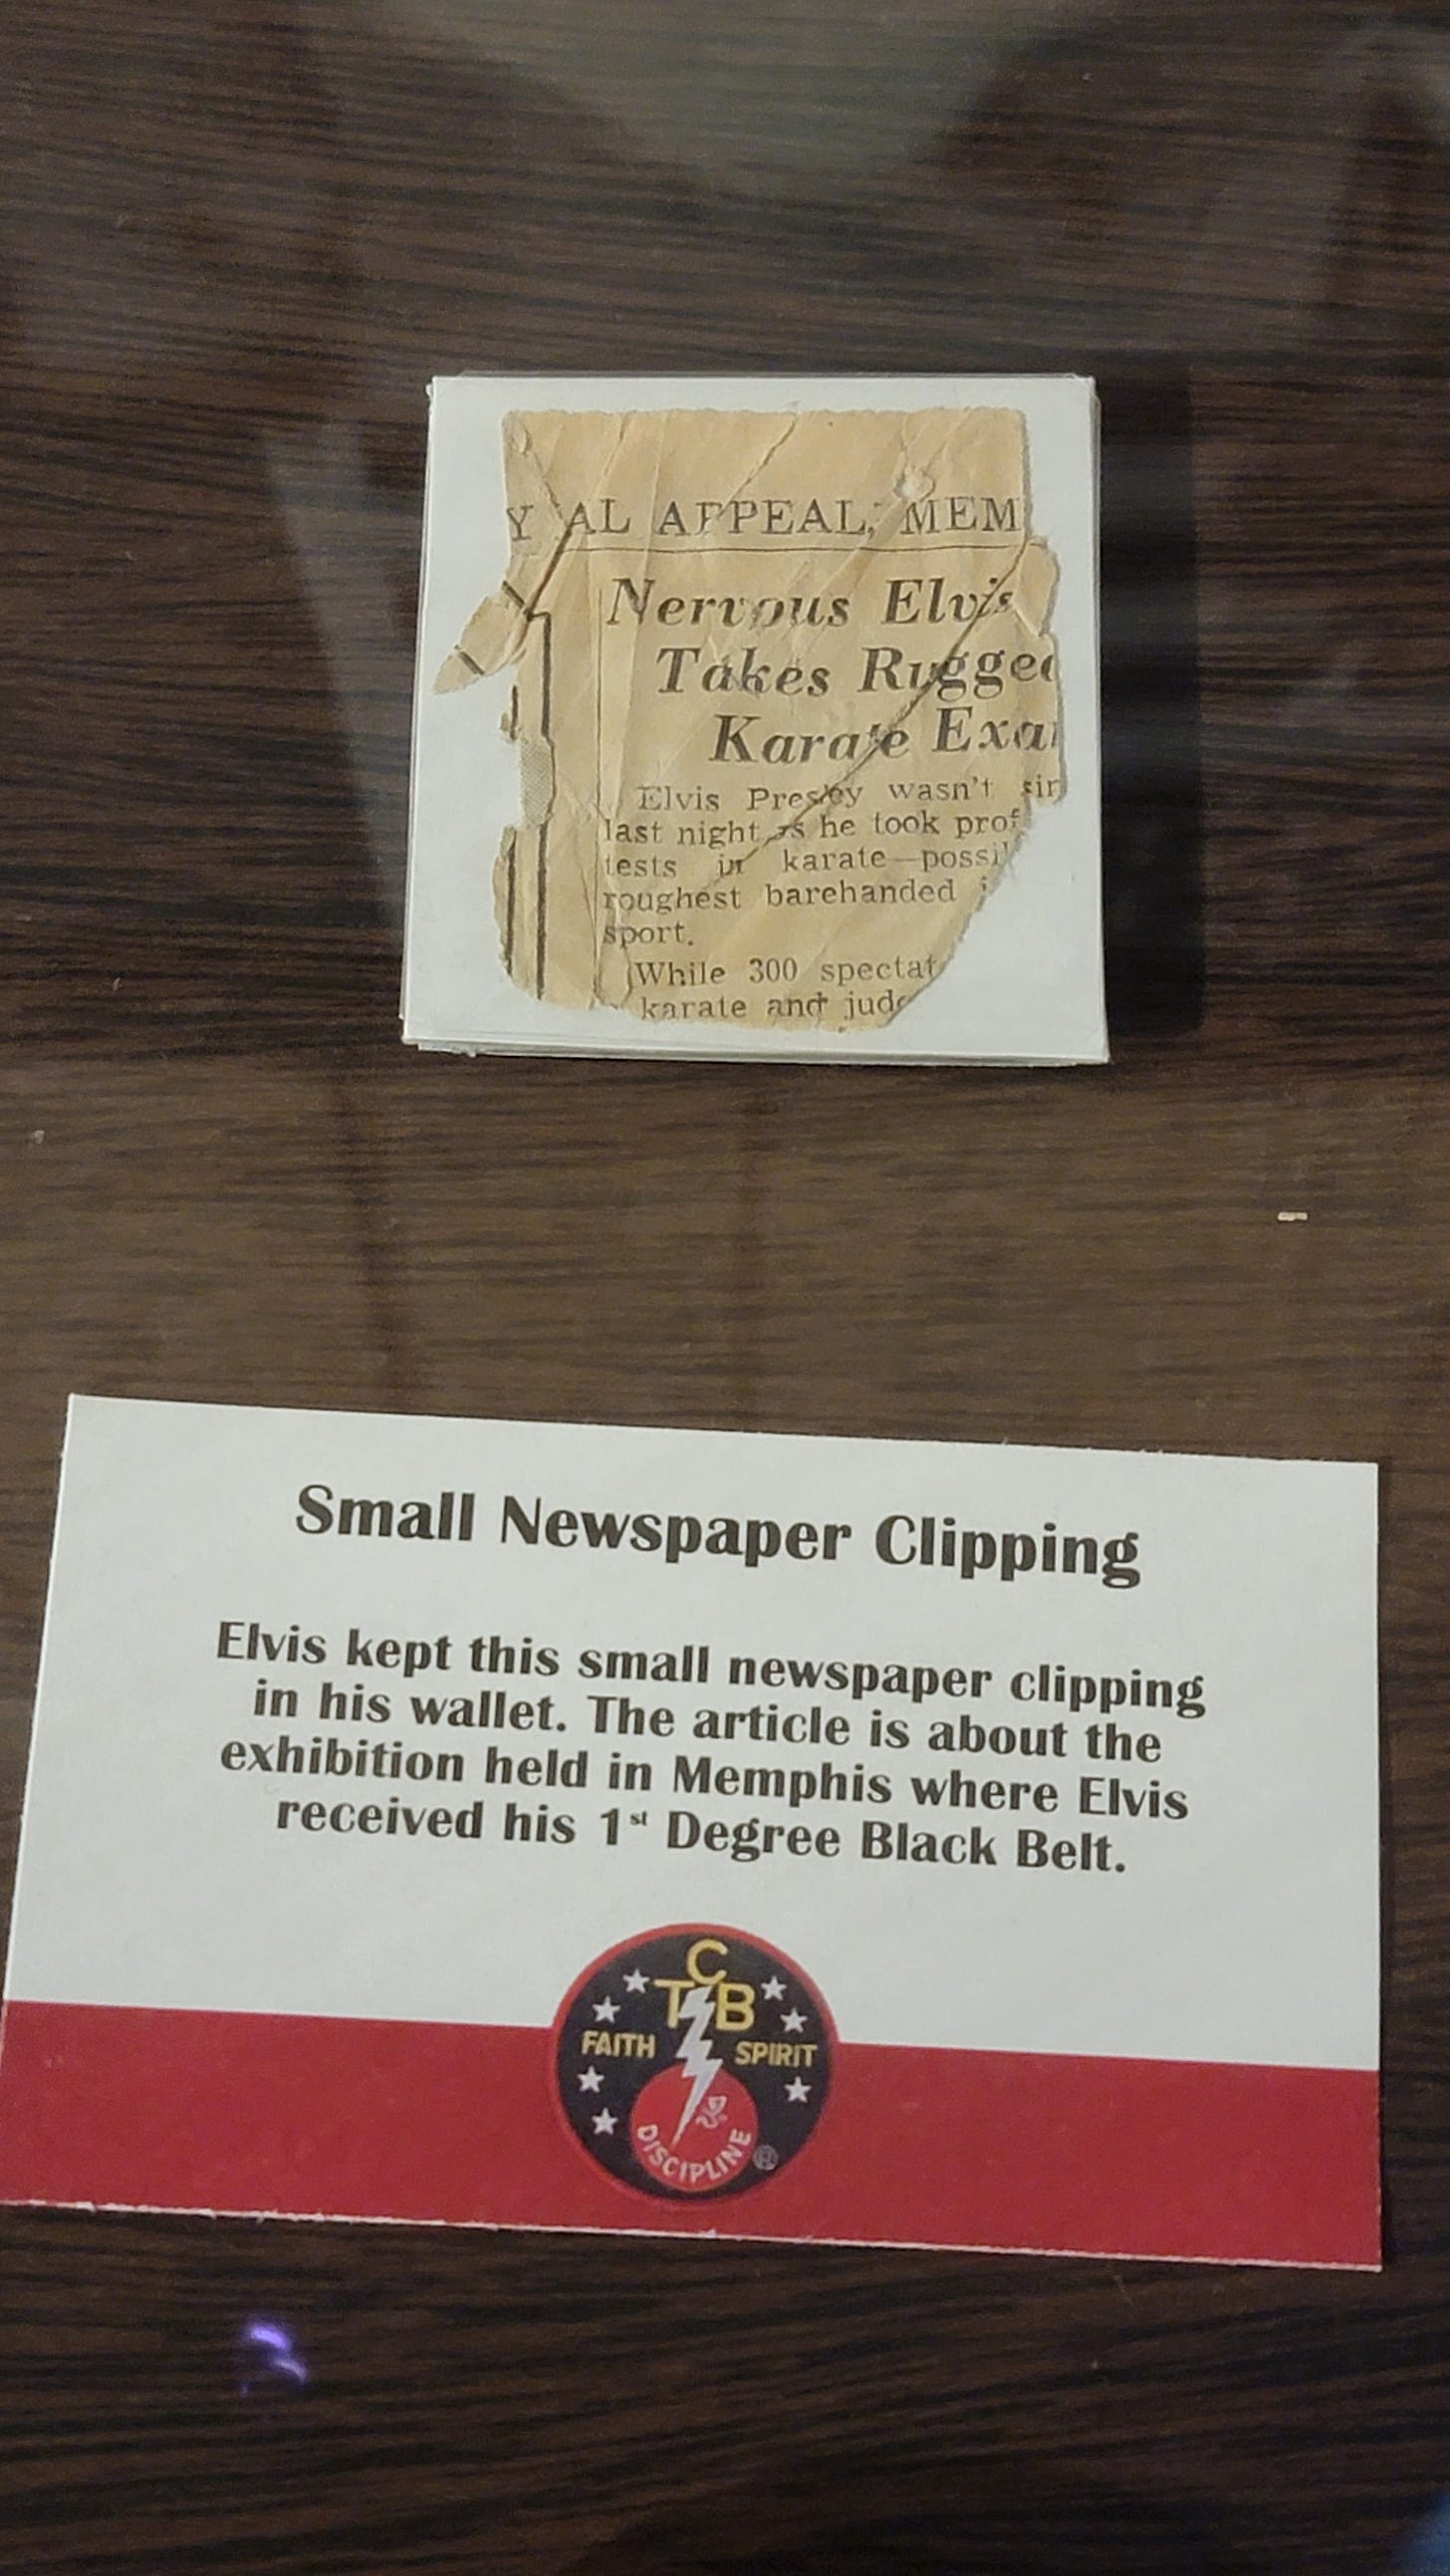 Y AL APPEAL, MEM
Nervous Elvis
Takes Rugged
Karate Exa
Elvis Presley wasn't sin
last night as he took prof
tests in karate—possi
roughest barehanded
sport.
While 300 spectat
karate and judo
Small Newspaper Clipping
Elvis kept this small newspaper clipping
in his wallet. The article is about the
exhibition held in Memphis where Elvis
received his 1st Degree Black Belt.
TCB
FAITH SPIRIT
DISCIPLINE ®